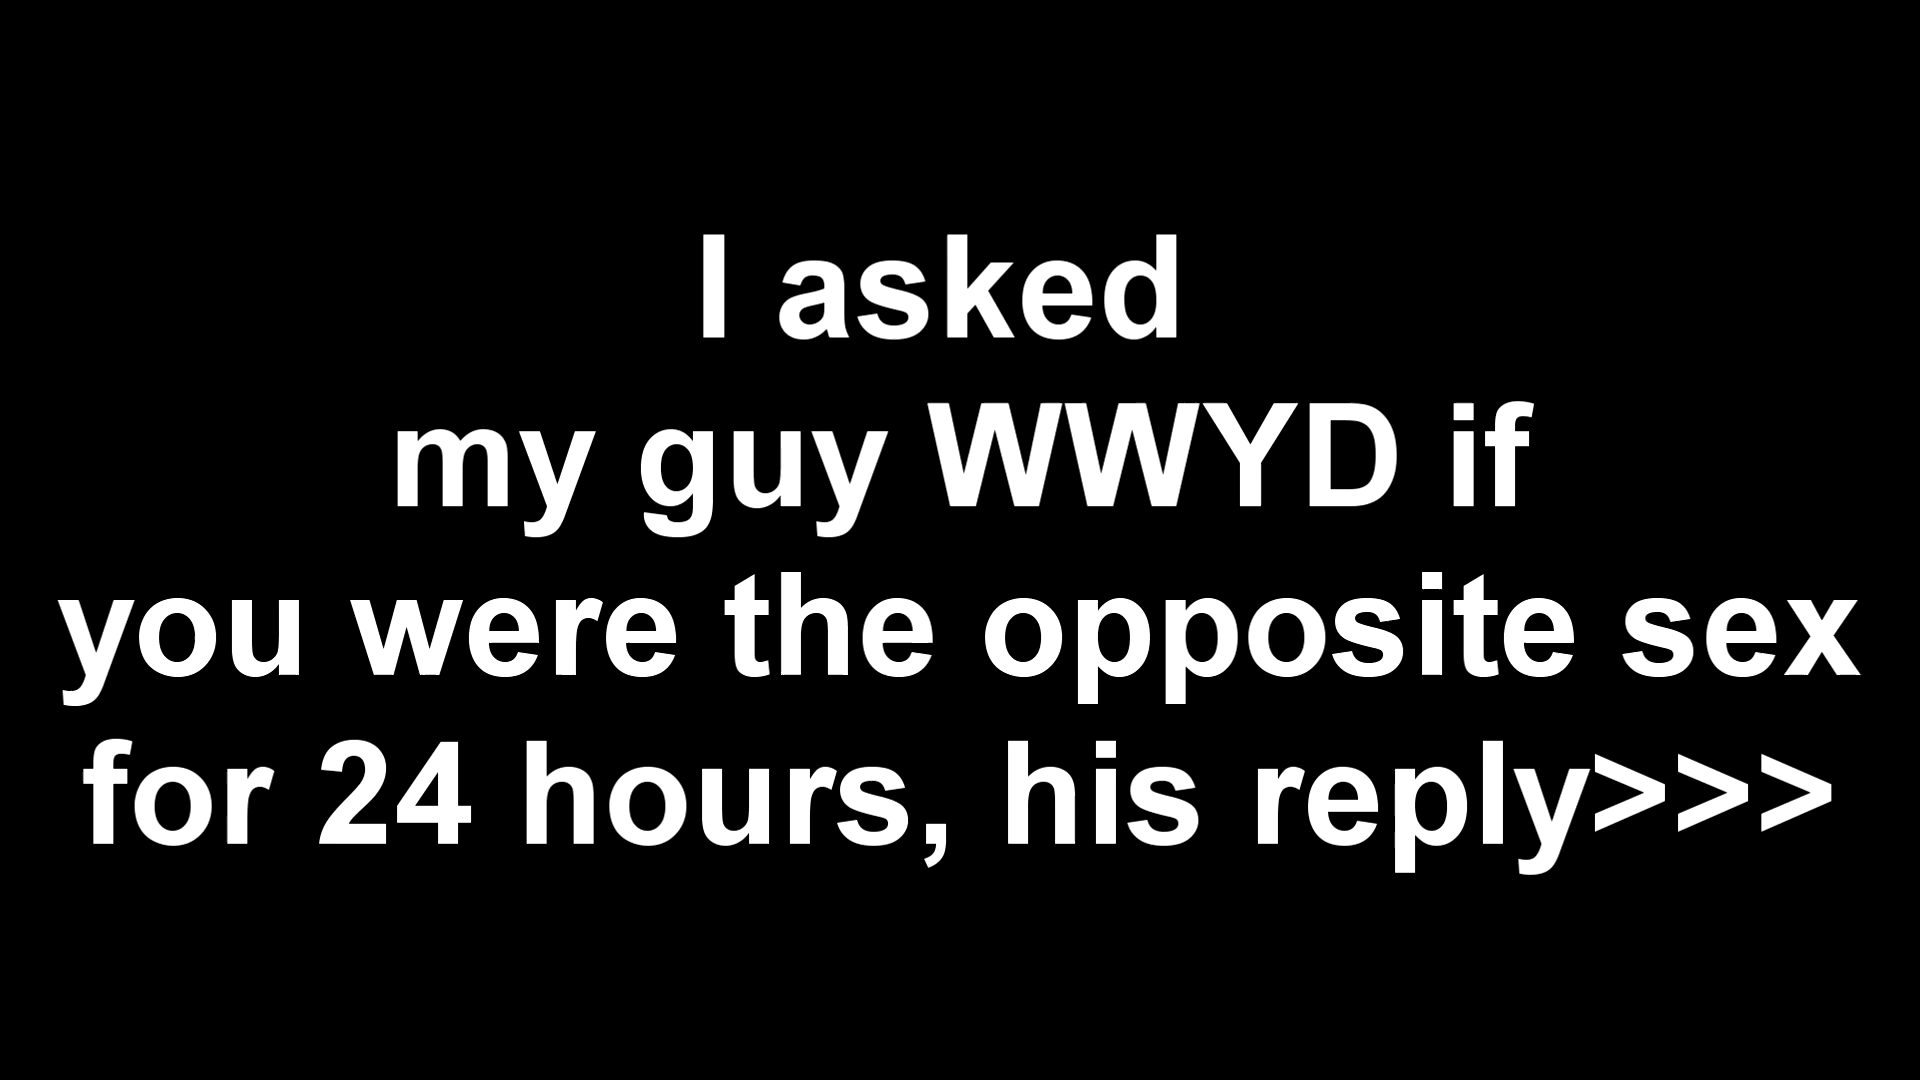 I asked
my guy WWYD if
you were the opposite sex
for 24 hours, his reply>>>